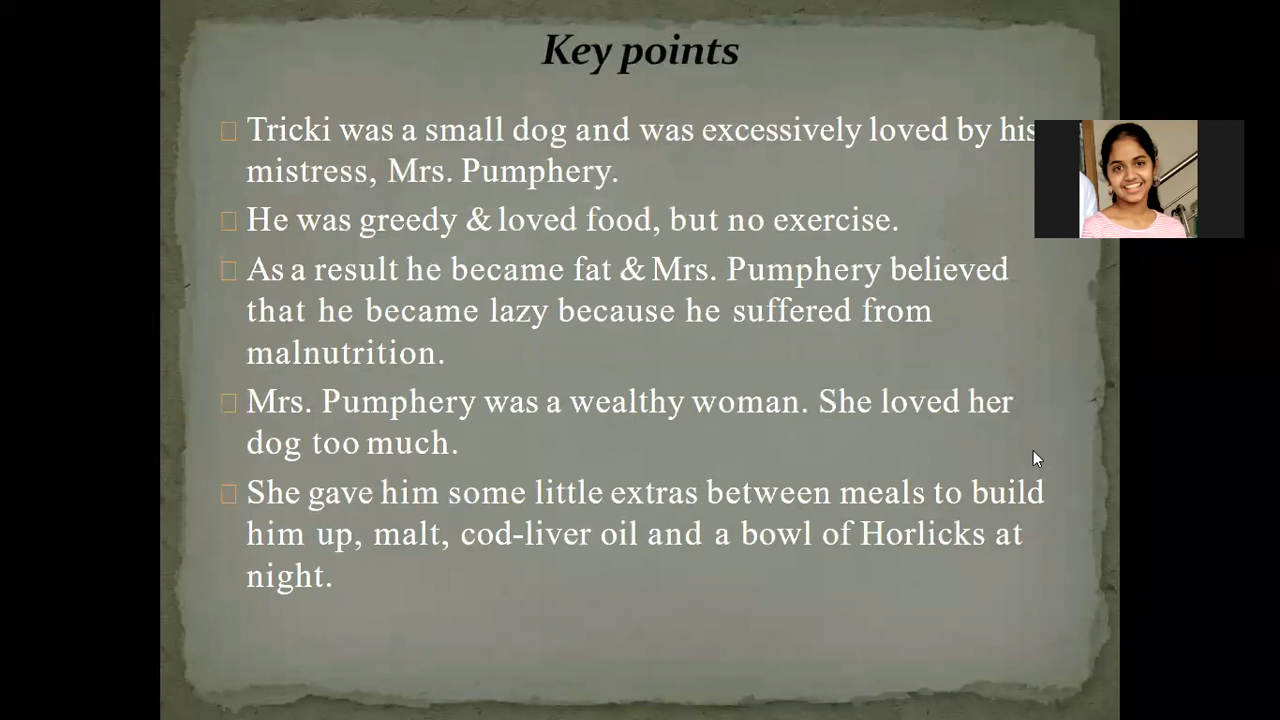 Key points
Tricki was a small dog and was excessively loved by his
mistress, Mrs. Pumphery.
He was greedy & loved food, but no exercise.
As a result he became fat & Mrs. Pumphery believed
that he became lazy because he suffered from
malnutrition.
Mrs. Pumphery was a wealthy woman. She loved her
dog too much.
She gave him some little extras between meals to build
him up, malt, cod-liver oil and a bowl of Horlicks at
night.